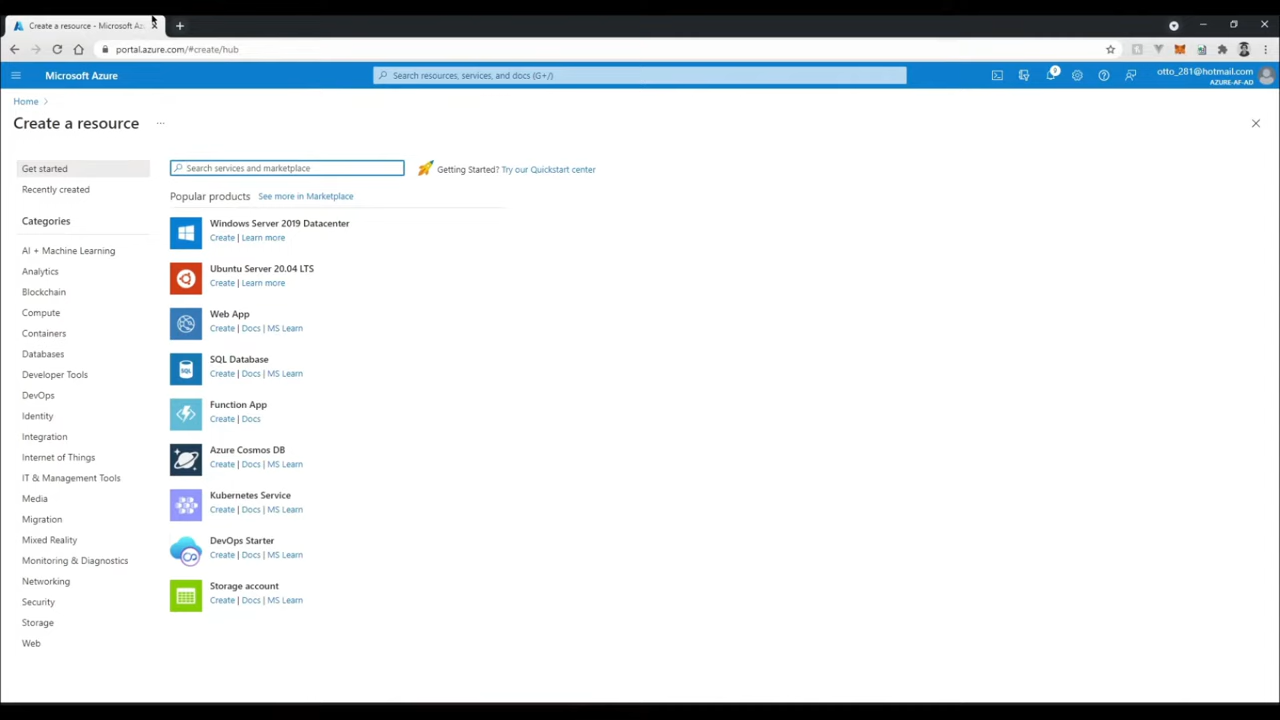 Create a resource - Microsoft Az
portal.azure.com/#create/hub
Microsoft Azure
Search resources, services, and docs (G+/)
otto_281@hotmail.com
AZURE-AF-AD
Home
Create a resource
Get started
Recently created
Categories
AI + Machine Learning
Analytics
Blockchain
Compute
Containers
Databases
Developer Tools
DevOps
Identity
Integration
Internet of Things
IT & Management Tools
Media
Migration
Mixed Reality
Monitoring & Diagnostics
Networking
Security
Storage
Web
Search services and marketplace
Getting Started? Try our Quickstart center
Popular products See more in Marketplace
Windows Server 2019 Datacenter
Create | Learn more
Ubuntu Server 20.04 LTS
Create | Learn more
Web App
Create | Docs | MS Learn
SQL
SQL Database
Create | Docs | MS Learn
Function App
Create | Docs
Azure Cosmos DB
Create | Docs | MS Learn
Kubernetes Service
Create | Docs | MS Learn
DevOps Starter
Create | Docs | MS Learn
Storage account
Create | Docs | MS Learn